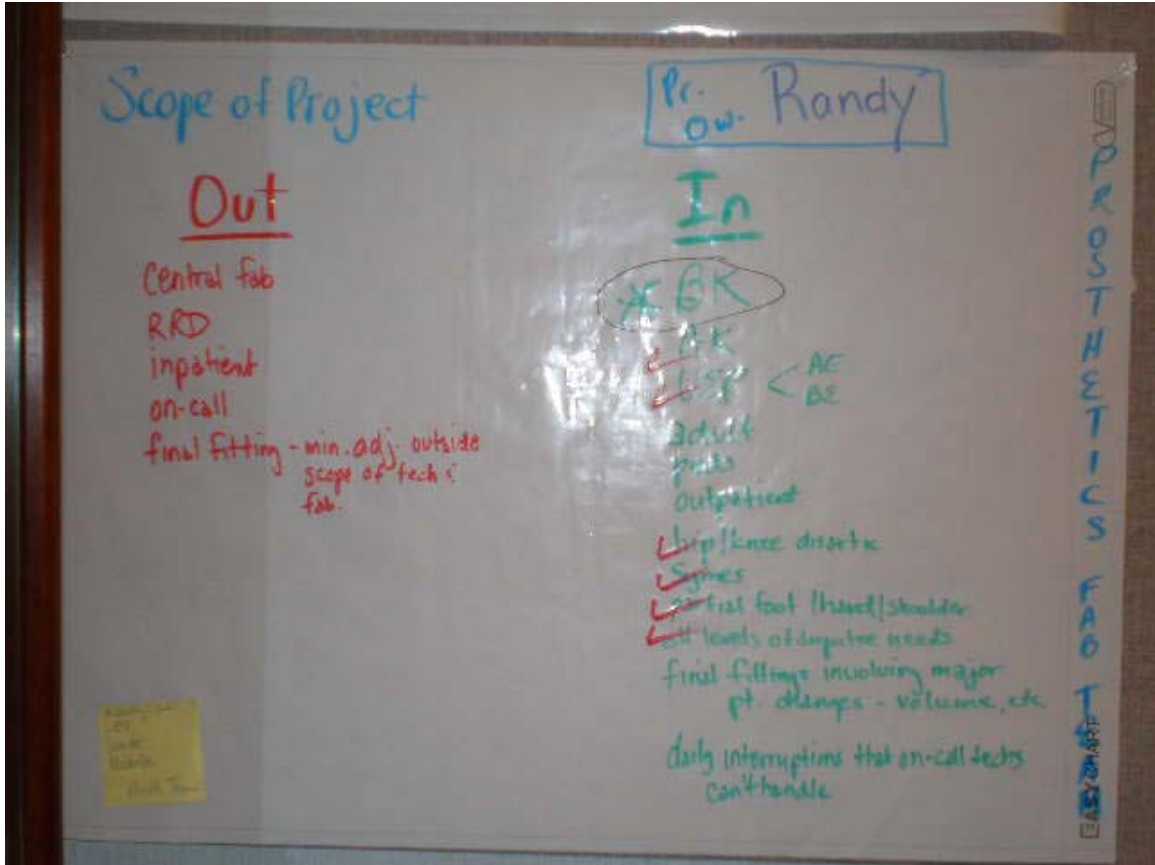 Scope of Project
Pr. Ow. Randy
Out
Central fab
RRD
inpatient
on-call
final fitting - min. adj. outside
scope of tech &
fab.
In
* BK
AK
AE
BE
adult
peds
outpatient
hip/knee disartic
Symes
partial foot/hand/shoulder
all levels of amputee needs
final fittings involving major
pt. changes - volume, etc.
daily interruptions that on-call techs
can't handle
PROSTHETICS FAB
EASY CHART